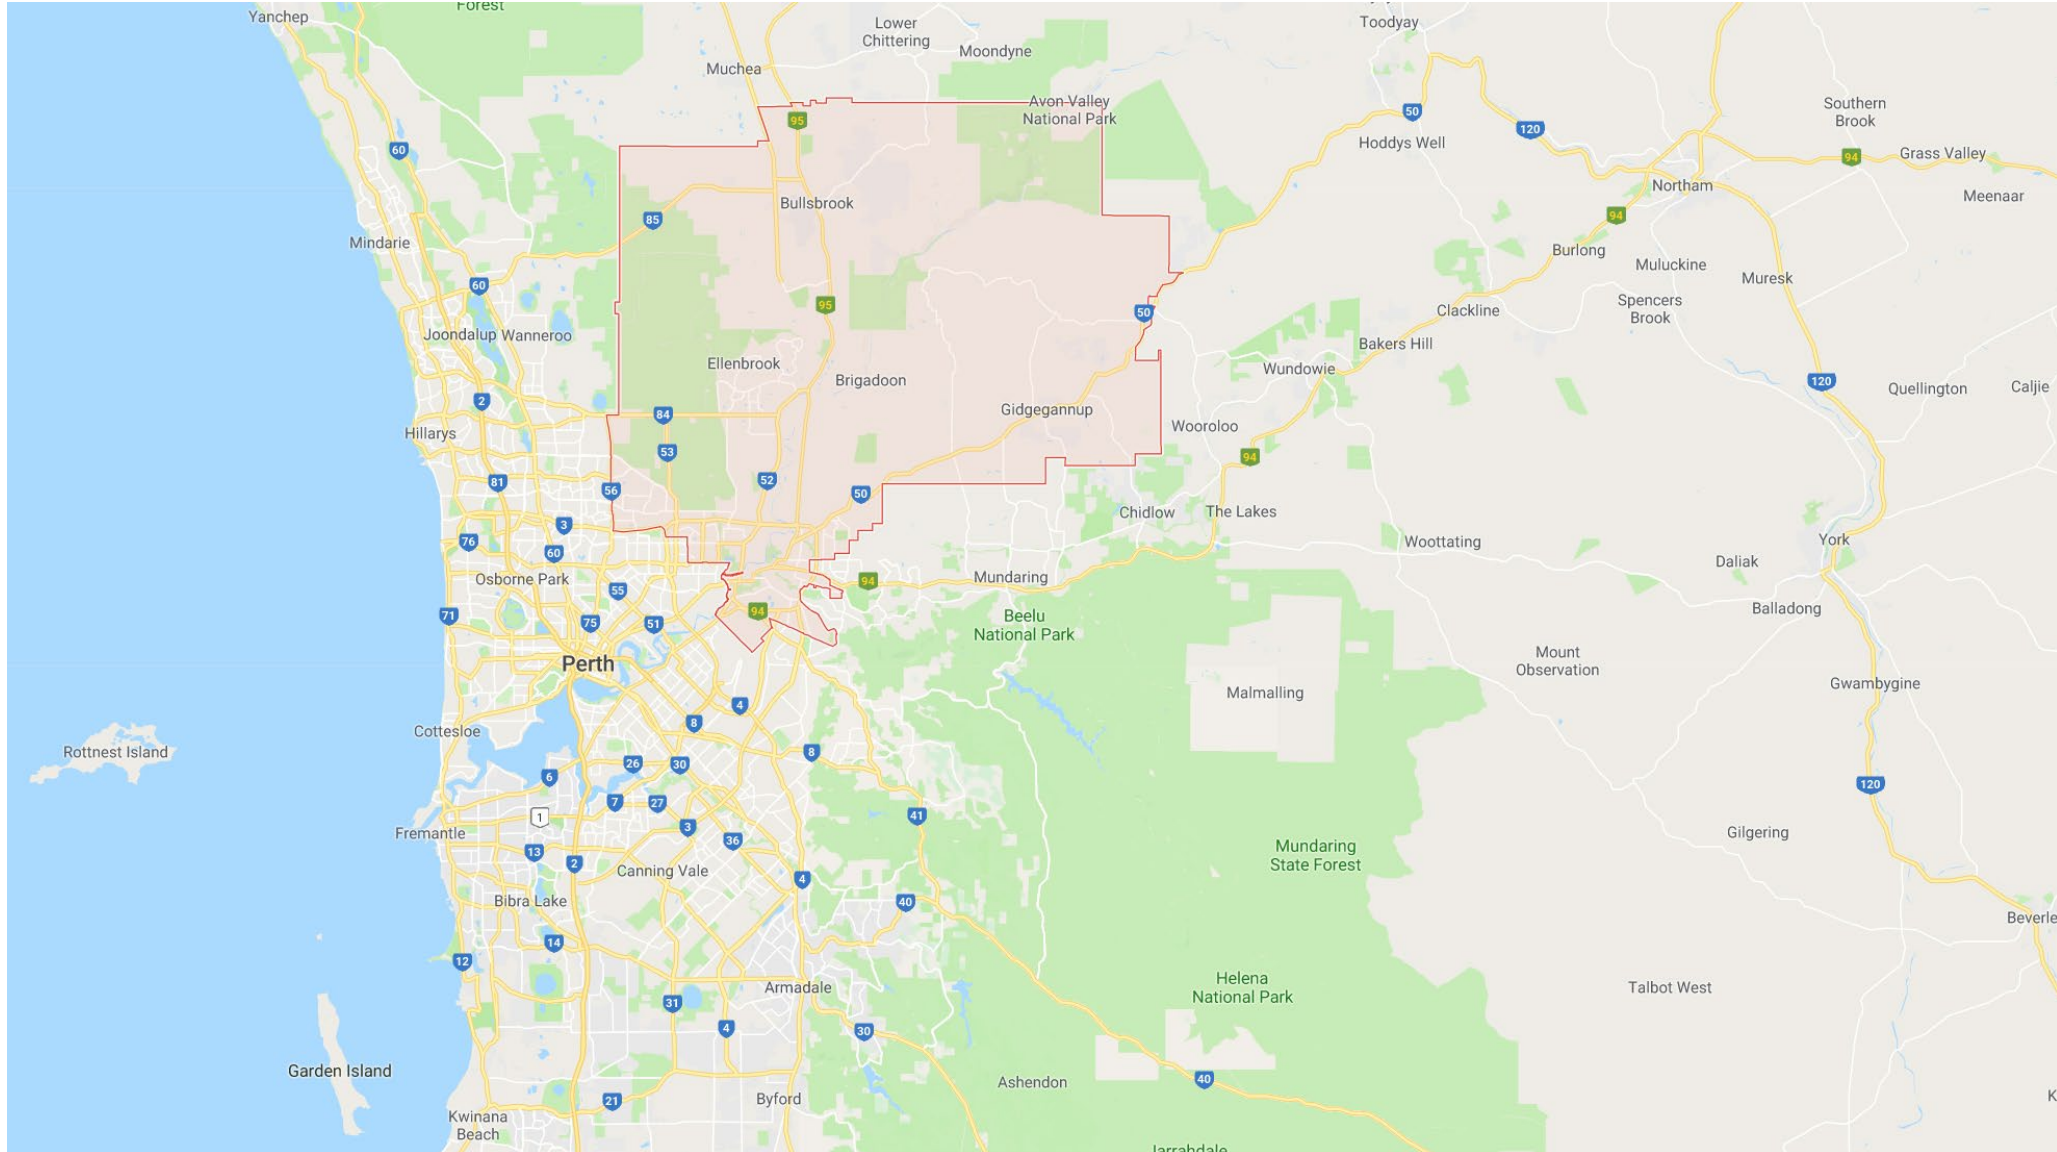 Forest
Yanchep
Lower
Chittering
Moondyne
Toodyay
Muchea
Avon Valley
National Park
Southern
Brook
95
50
120
60
Hoddys Well
94
Grass Valley
Northam
Meenaar
Bullsbrook
85
94
Mindarie
Burlong
Muluckine
Muresk
60
95
50
Clackline
Spencers
Brook
Joondalup
Wanneroo
Bakers Hill
Ellenbrook
Brigadoon
Wundowie
120
Quellington
Caljie
2
84
Gidgegannup
Hillarys
Wooroloo
53
94
81
56
52
50
Chidlow
The Lakes
3
76
60
Woottating
York
Daliak
Osborne Park
55
94
Mundaring
71
75
51
94
Beelu
National Park
Balladong
Perth
Mount
Observation
Gwambygine
Malmalling
4
8
Cottesloe
Rottnest Island
8
26
30
6
120
7
27
1
41
Fremantle
3
36
Gilgering
13
2
Canning Vale
4
Mundaring
State Forest
Bibra Lake
40
Beverle
14
12
Armadale
Helena
National Park
Talbot West
31
4
30
Garden Island
Ashendon
40
21
Byford
K
Kwinana
Beach
Jarrahdale